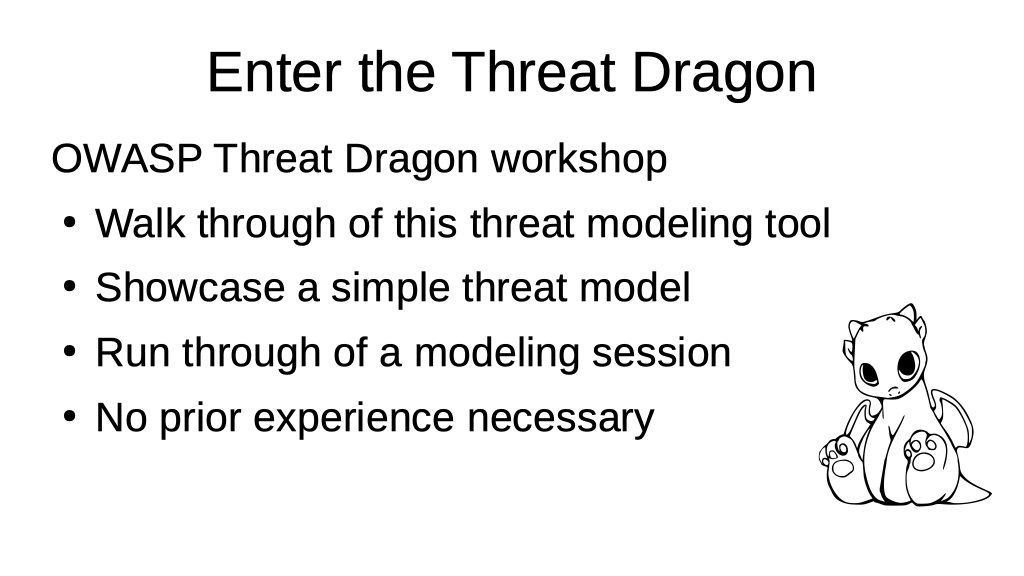 Enter the Threat Dragon
OWASP Threat Dragon workshop
• Walk through of this threat modeling tool
• Showcase a simple threat model
• Run through of a modeling session
• No prior experience necessary